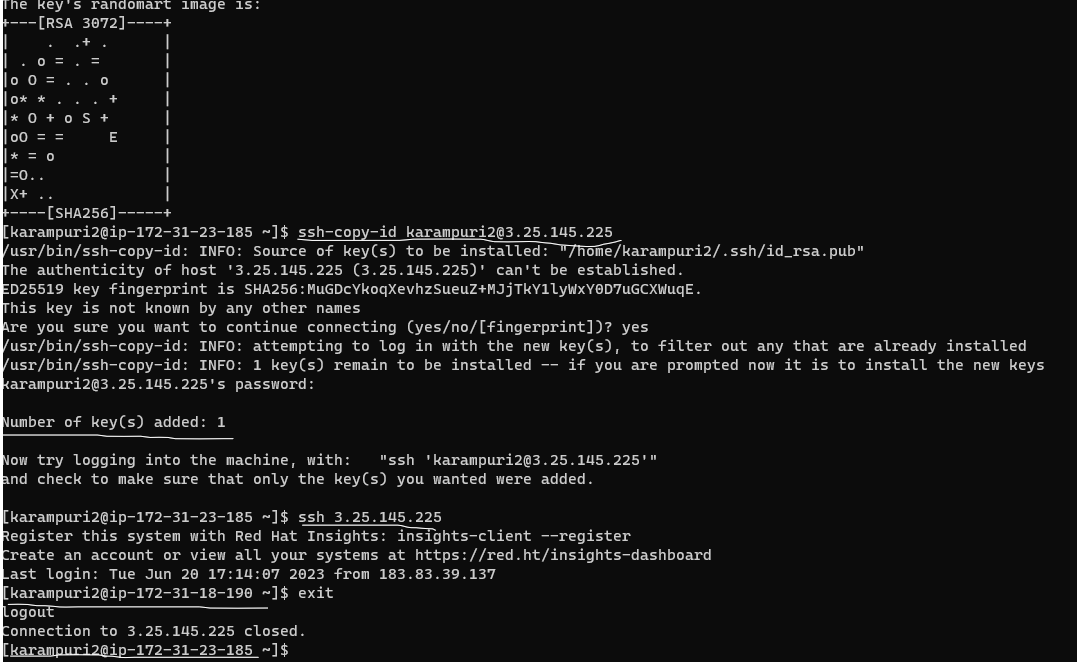 The key's randomart image is:
+---[RSA 3072]----+
|    .  .+ .      |
| . o = . =       |
|o O = . . o      |
|o* * . . . +     |
|* O + o S +      |
|oO = =     E     |
|* = o            |
|=O..             |
|X+ ..            |
+----[SHA256]-----+
[karampuri2@ip-172-31-23-185 ~]$ ssh-copy-id karampuri2@3.25.145.225
/usr/bin/ssh-copy-id: INFO: Source of key(s) to be installed: "/home/karampuri2/.ssh/id_rsa.pub"
The authenticity of host '3.25.145.225 (3.25.145.225)' can't be established.
ED25519 key fingerprint is SHA256:MuGDcYkoqXevhzSueuZ+MJjTkY1lyWxY0D7uGCXWuqE.
This key is not known by any other names
Are you sure you want to continue connecting (yes/no/[fingerprint])? yes
/usr/bin/ssh-copy-id: INFO: attempting to log in with the new key(s), to filter out any that are already installed
/usr/bin/ssh-copy-id: INFO: 1 key(s) remain to be installed -- if you are prompted now it is to install the new keys
karampuri2@3.25.145.225's password:
Number of key(s) added: 1
Now try logging into the machine, with:   "ssh 'karampuri2@3.25.145.225'"
and check to make sure that only the key(s) you wanted were added.
[karampuri2@ip-172-31-23-185 ~]$ ssh 3.25.145.225
Register this system with Red Hat Insights: insights-client --register
Create an account or view all your systems at https://red.ht/insights-dashboard
Last login: Tue Jun 20 17:14:07 2023 from 183.83.39.137
[karampuri2@ip-172-31-18-190 ~]$ exit
logout
Connection to 3.25.145.225 closed.
[karampuri2@ip-172-31-23-185 ~]$